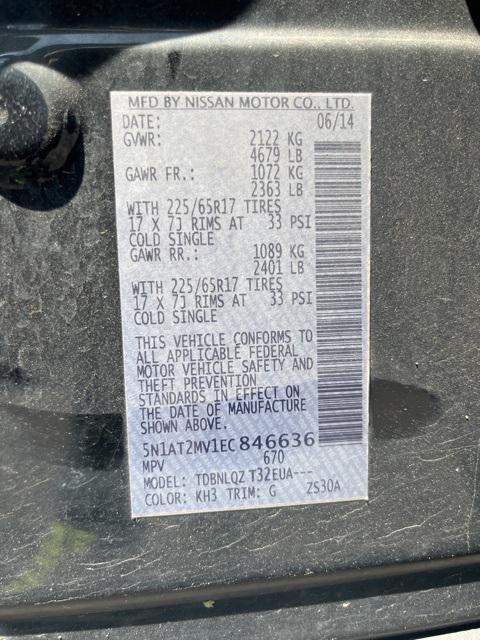 MFD BY NISSAN MOTOR CO., LTD.
DATE: 06/14
GVWR: 2122 KG
4679 LB
GAWR FR.: 1072 KG
2363 LB
WITH 225/65R17 TIRES
17 X 7J RIMS AT 33 PSI
COLD SINGLE
GAWR RR.: 1089 KG
2401 LB
WITH 225/65R17 TIRES
17 X 7J RIMS AT 33 PSI
COLD SINGLE
THIS VEHICLE CONFORMS TO
ALL APPLICABLE FEDERAL
MOTOR VEHICLE SAFETY AND
THEFT PREVENTION
STANDARDS IN EFFECT ON
THE DATE OF MANUFACTURE
SHOWN ABOVE.
5N1AT2MV1EC846636
MPV 670
MODEL: TDBNLQZ T32EUA---
COLOR: KH3 TRIM: G ZS30A